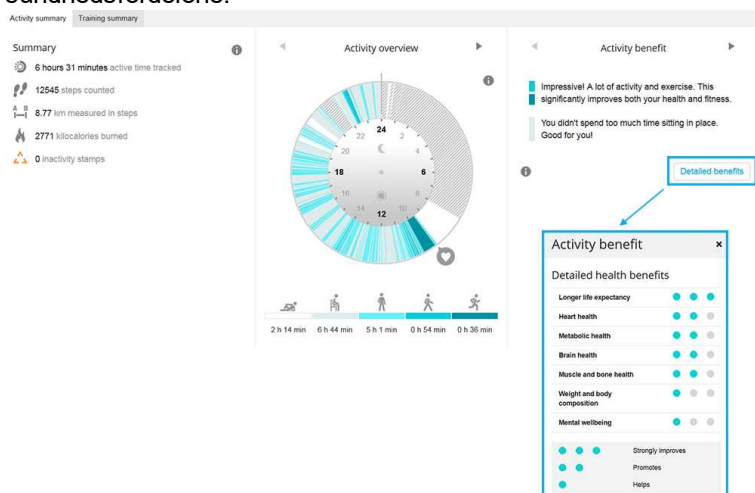 sundhedsfordelene.
Activity summary
Training summary
Summary
6 hours 31 minutes active time tracked
12545 steps counted
A B
8.77 km measured in steps
2771 kilocalories burned
0 inactivity stamps
Activity overview
24
22
2
20
4
18
6
16
8
14
10
12
2 h 14 min
6 h 44 min
5 h 1 min
0 h 54 min
0 h 36 min
Activity benefit
Impressive! A lot of activity and exercise. This
significantly improves both your health and fitness.
You didn't spend too much time sitting in place.
Good for you!
Detailed benefits
Activity benefit
×
Detailed health benefits
Longer life expectancy
Heart health
Metabolic health
Brain health
Muscle and bone health
Weight and body
composition
Mental wellbeing
Strongly improves
Promotes
Helps